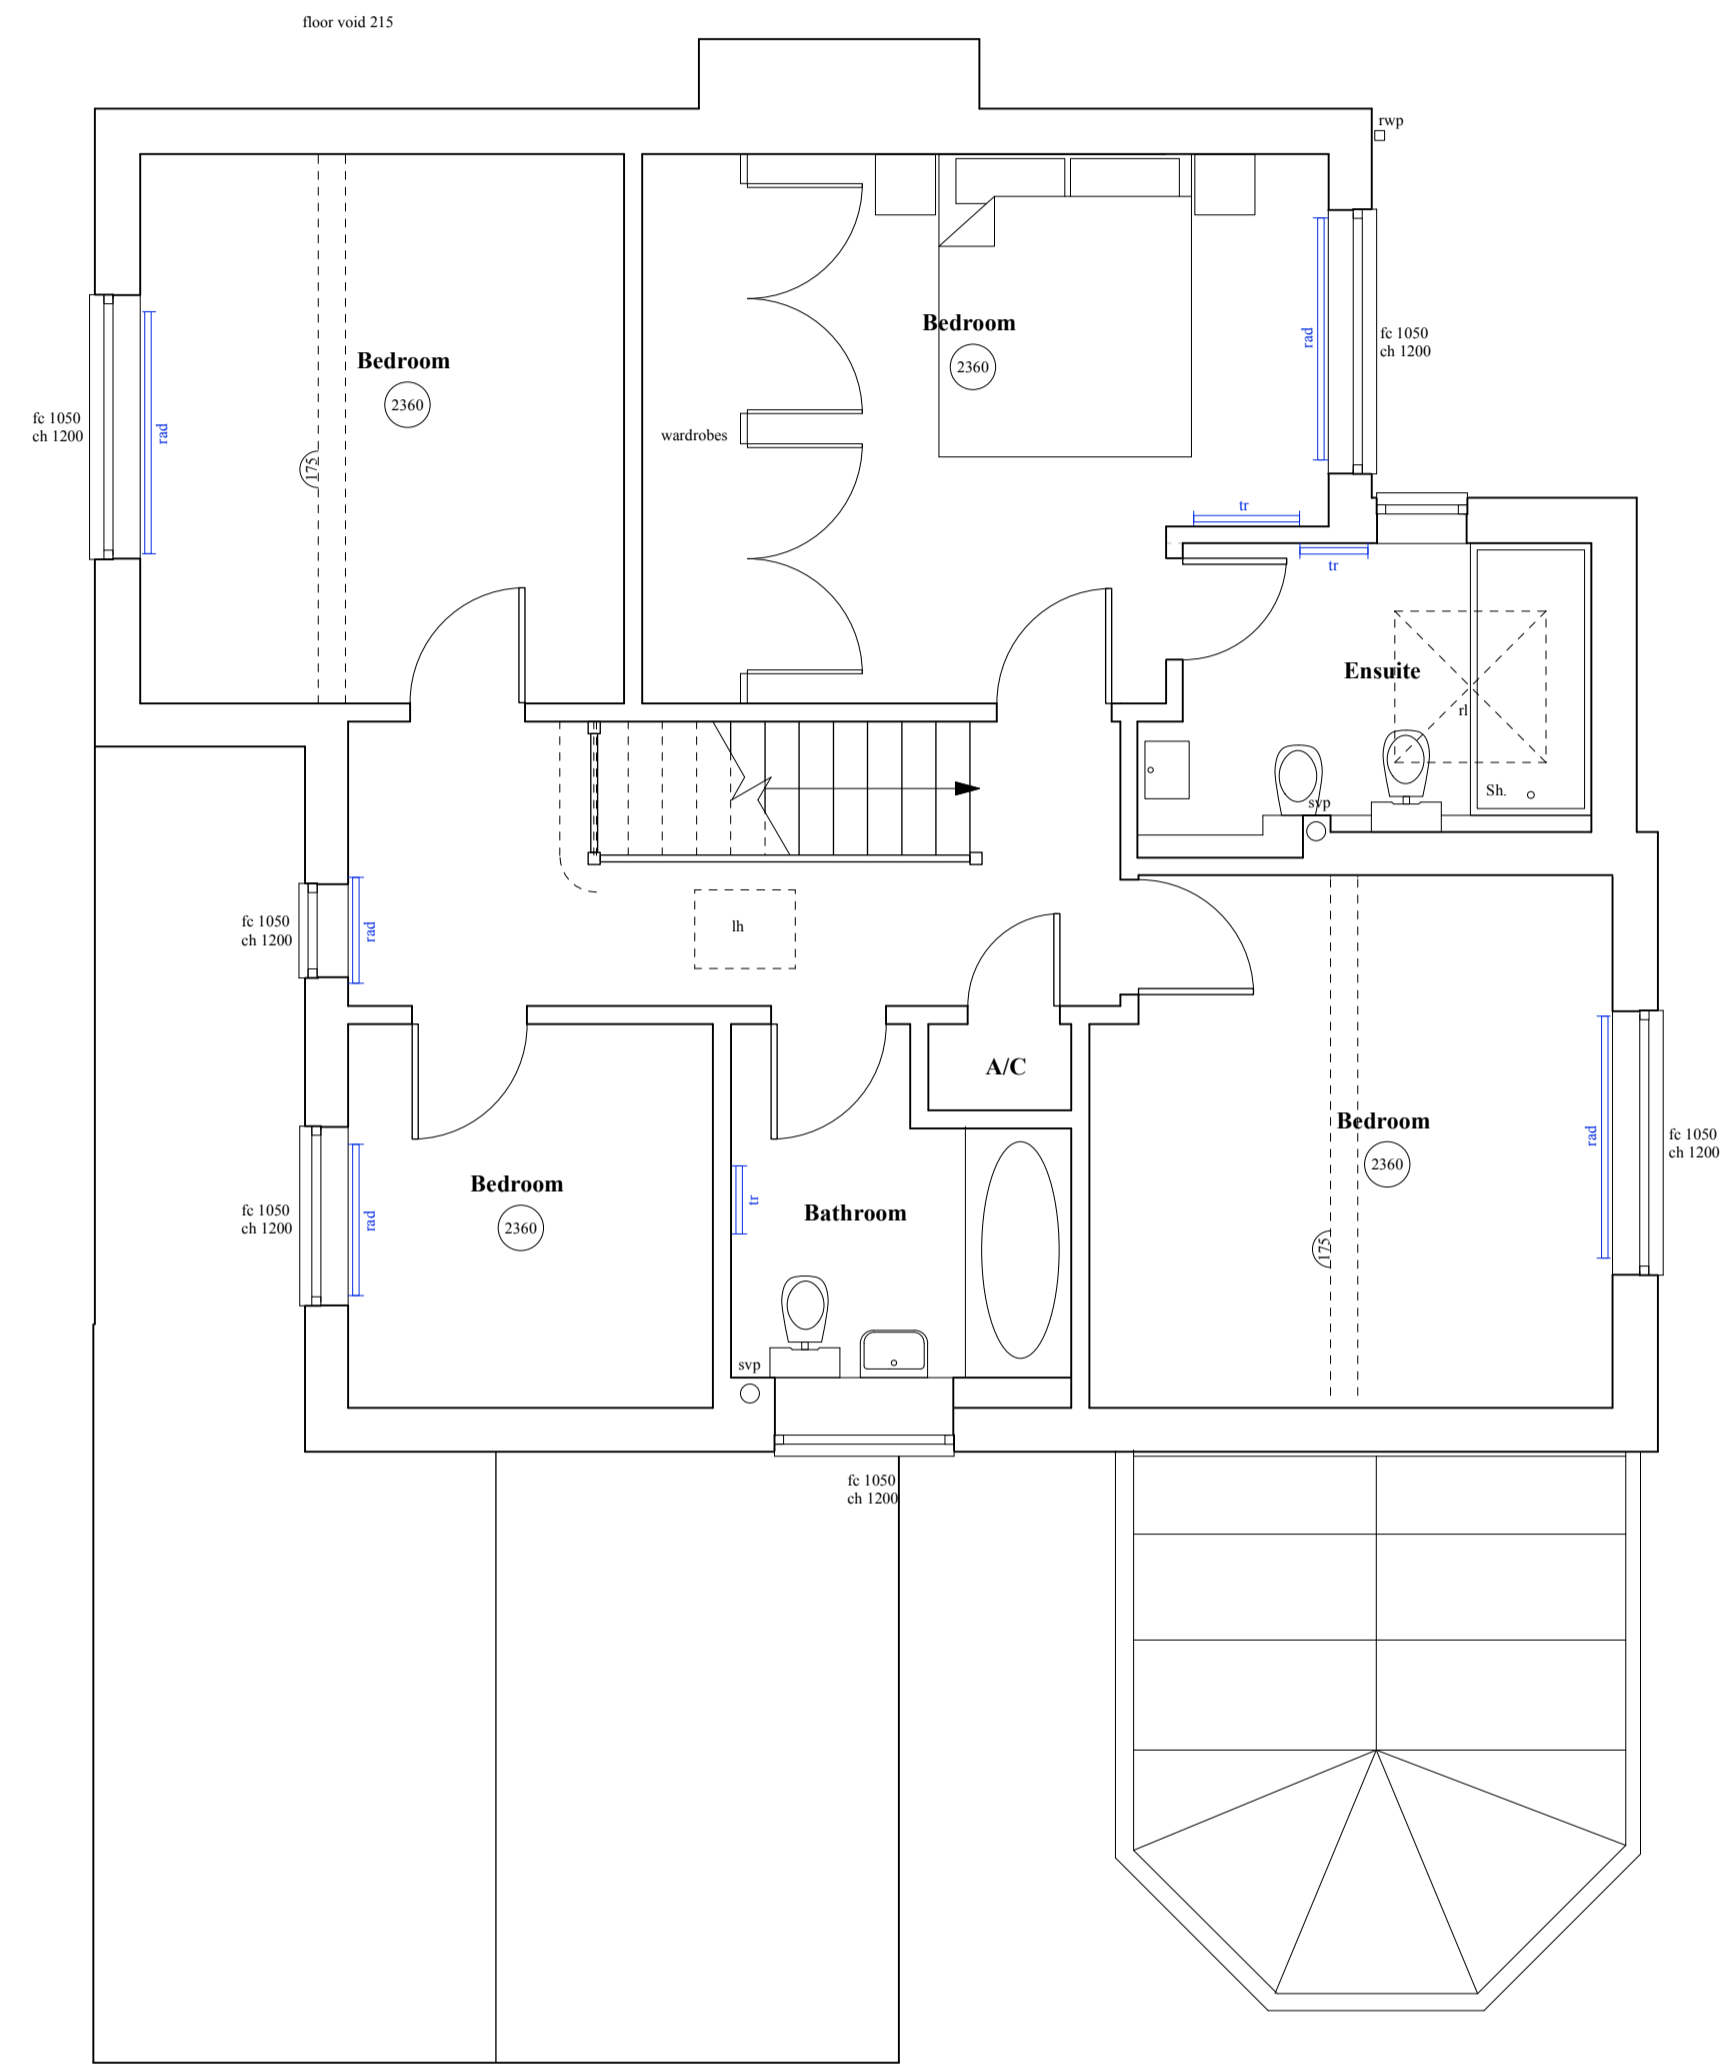 floor void 215
rwp
Bedroom
2360
rad
fc 1050
ch 1200
175
wardrobes
Bedroom
2360
rad
fc 1050
ch 1200
tr
tr
Ensuite
rl
Sh.
svp
fc 1050
ch 1200
rad
lh
A/C
Bedroom
2360
rad
fc 1050
ch 1200
175
Bedroom
2360
rad
fc 1050
ch 1200
tr
Bathroom
svp
fc 1050
ch 1200